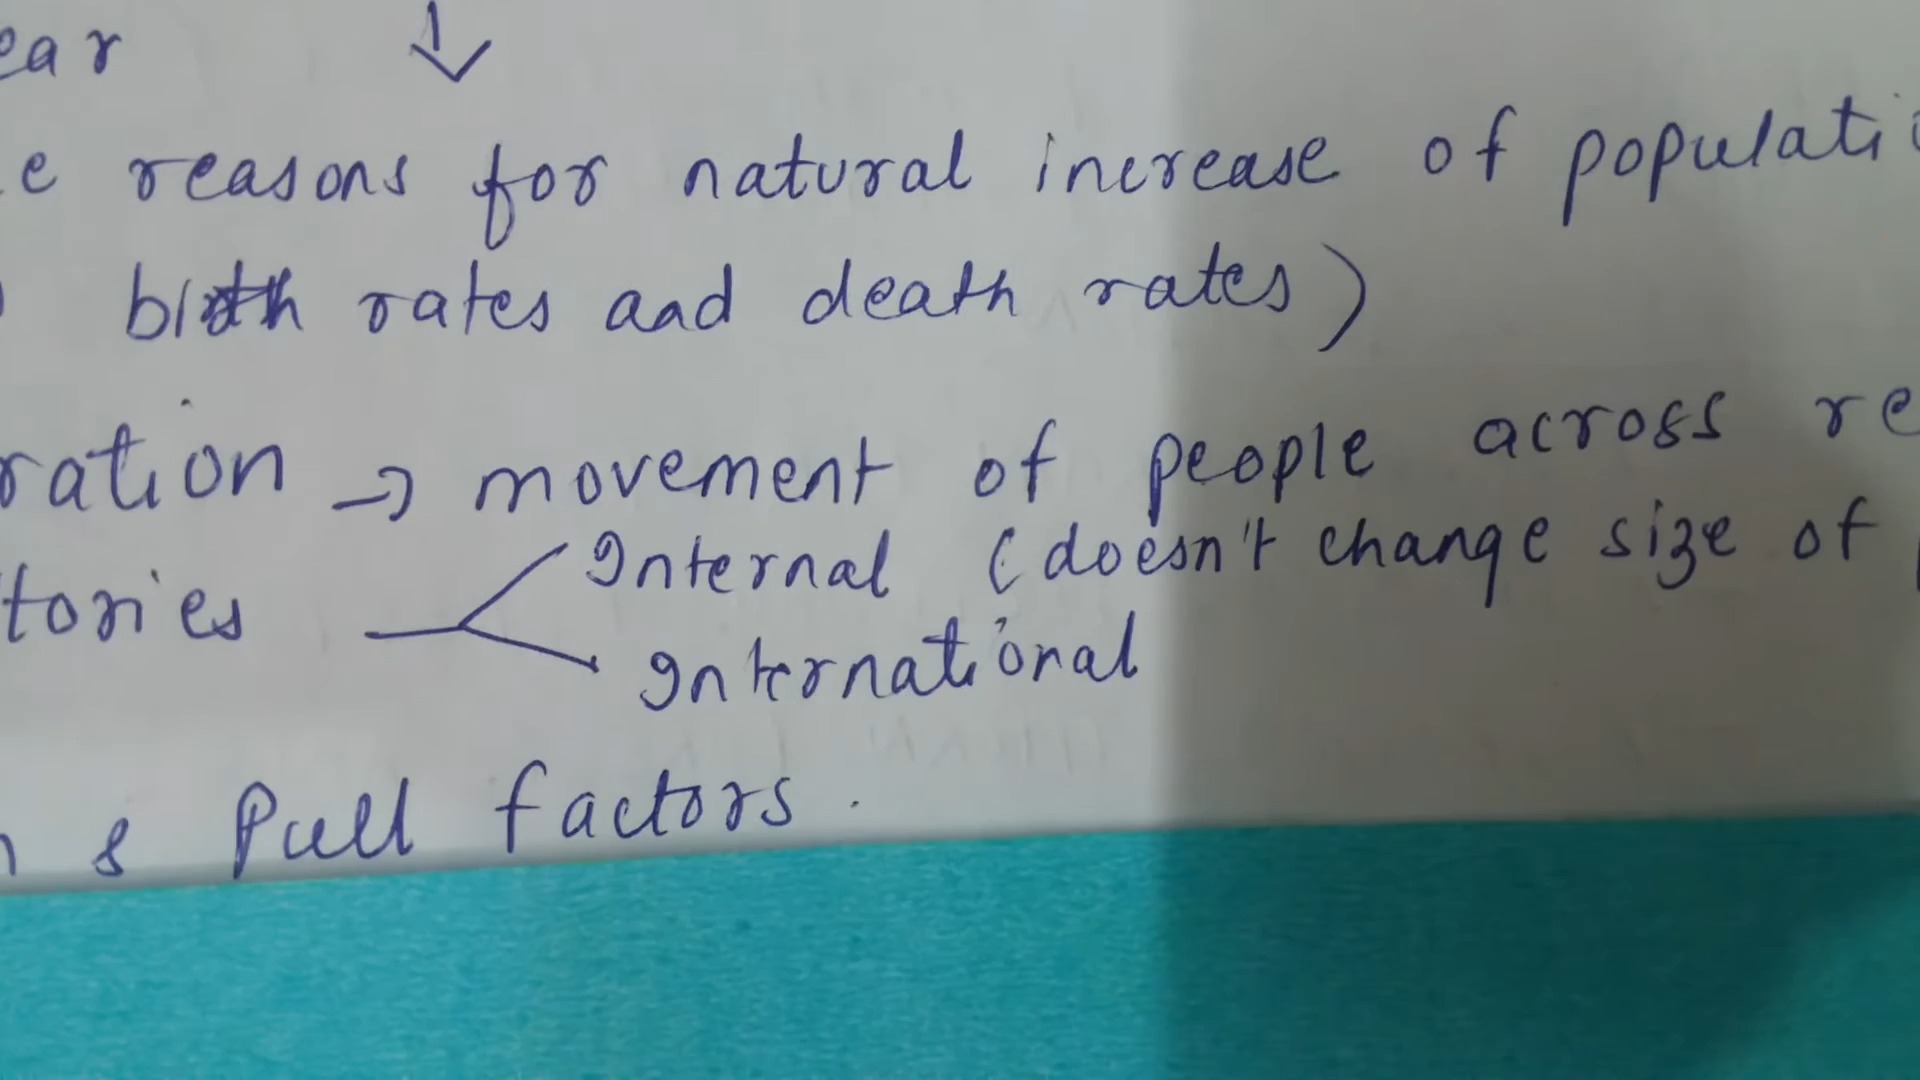 ear ↓
e reasons for natural increase of populati
birth rates and death rates)
ration → movement of people across re
Internal (doesn't change size of
tories
International
& Pull factors.